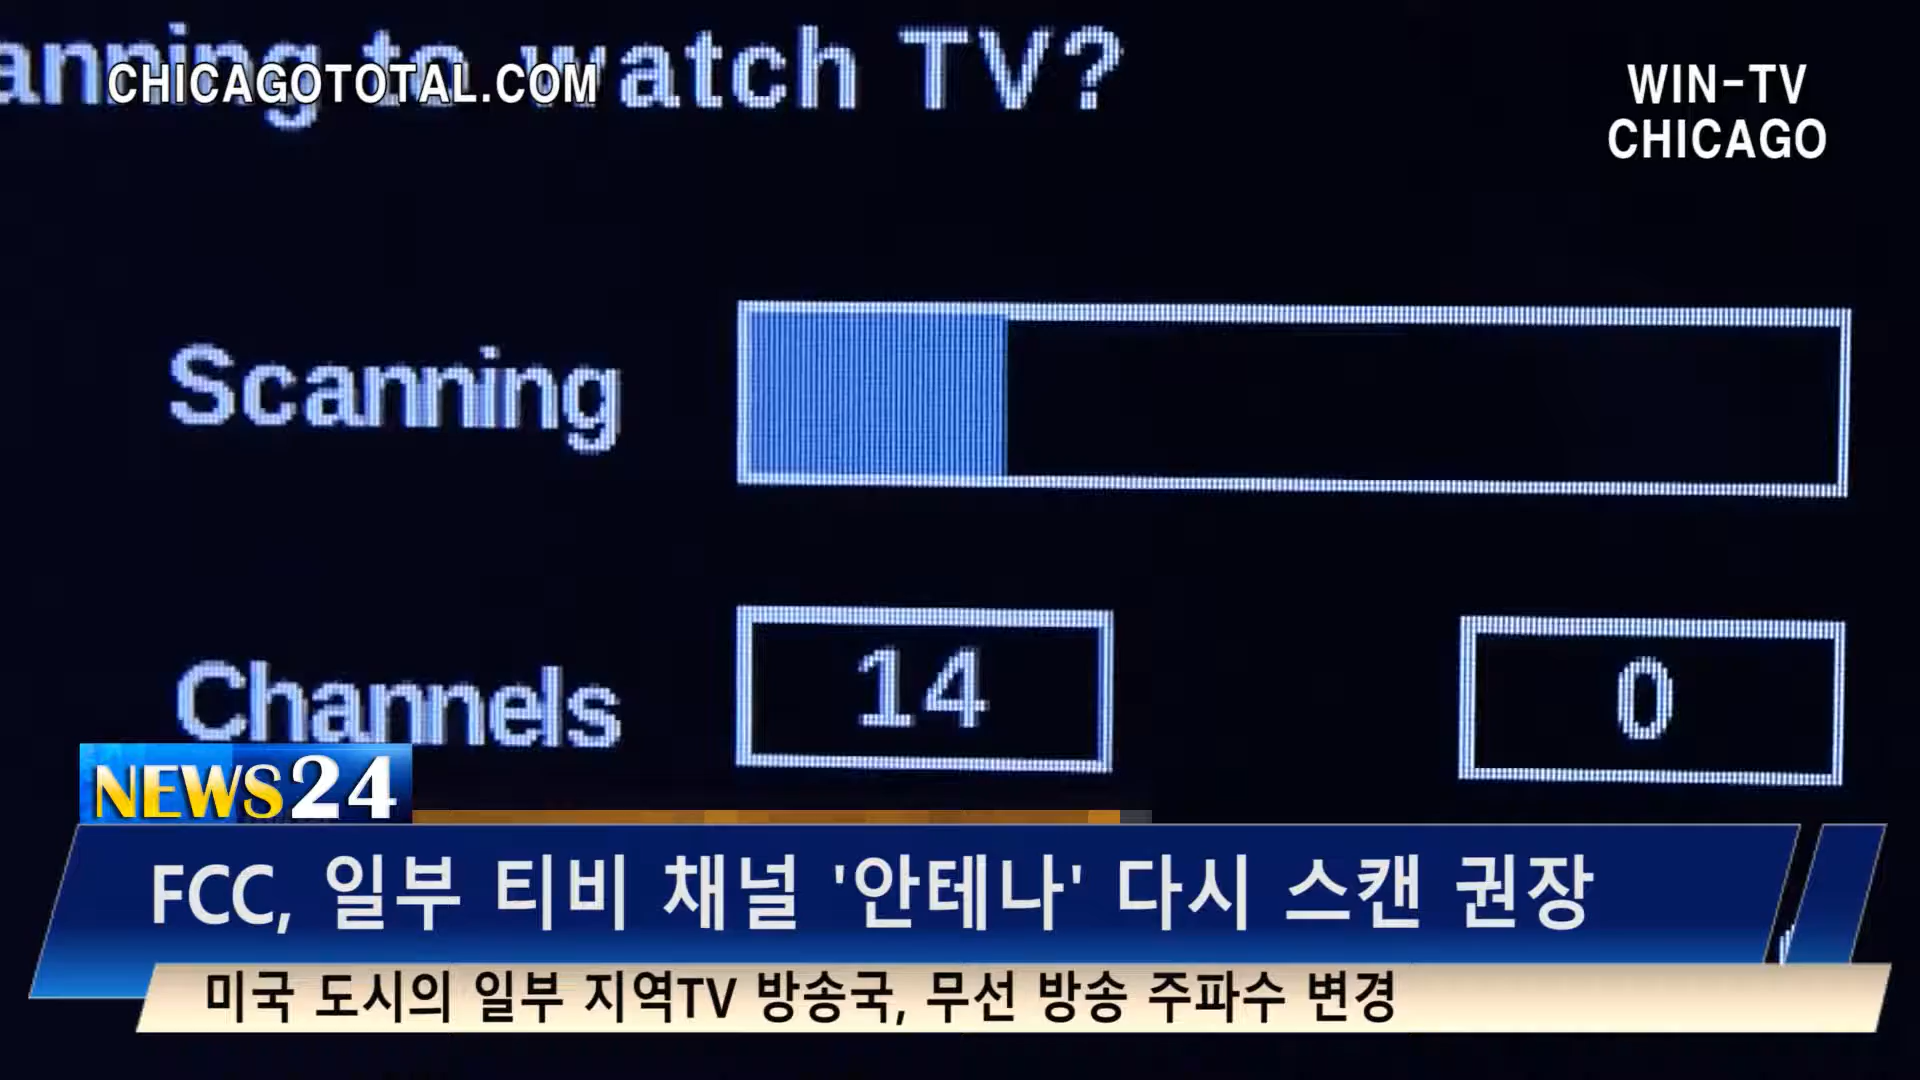 anning to watch TV?
CHICAGOTOTAL.COM
WIN-TV
CHICAGO
Scanning
Channels 14 0
NEWS24
FCC, 일부 티비 채널 '안테나' 다시 스캔 권장
미국 도시의 일부 지역TV 방송국, 무선 방송 주파수 변경